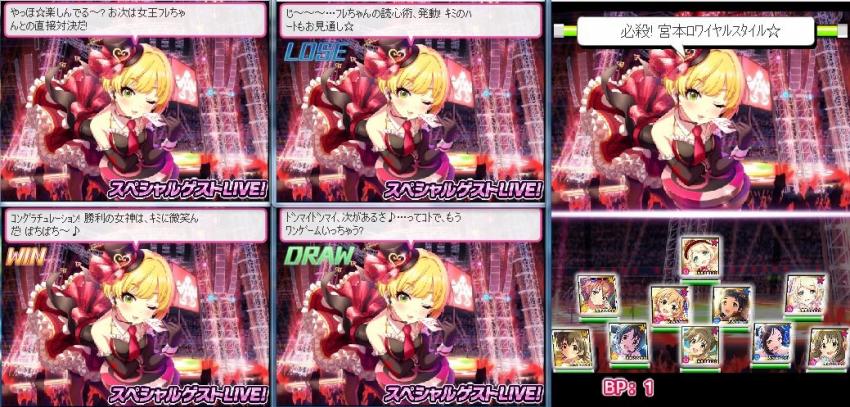 やっほ☆楽しんでる～?お次は女王フレちゃ
んとの直接対決だ!
スペシャルゲストLIVE!
じ～～～…フレちゃんの読心術、発動!キミのハ
ートもお見通し☆
LOSE
スペシャルゲストLIVE!
必殺!宮本ロワイヤルスタイル☆
コングラチュレーション!勝利の女神は、キミに微笑ん
だ!ぱちぱち～♪
WIN
スペシャルゲストLIVE!
ドンマイドンマイ、次があるさ♪…ってコトで、もう
ワンゲームいっちゃう?
DRAW
スペシャルゲストLIVE!
BP: 1